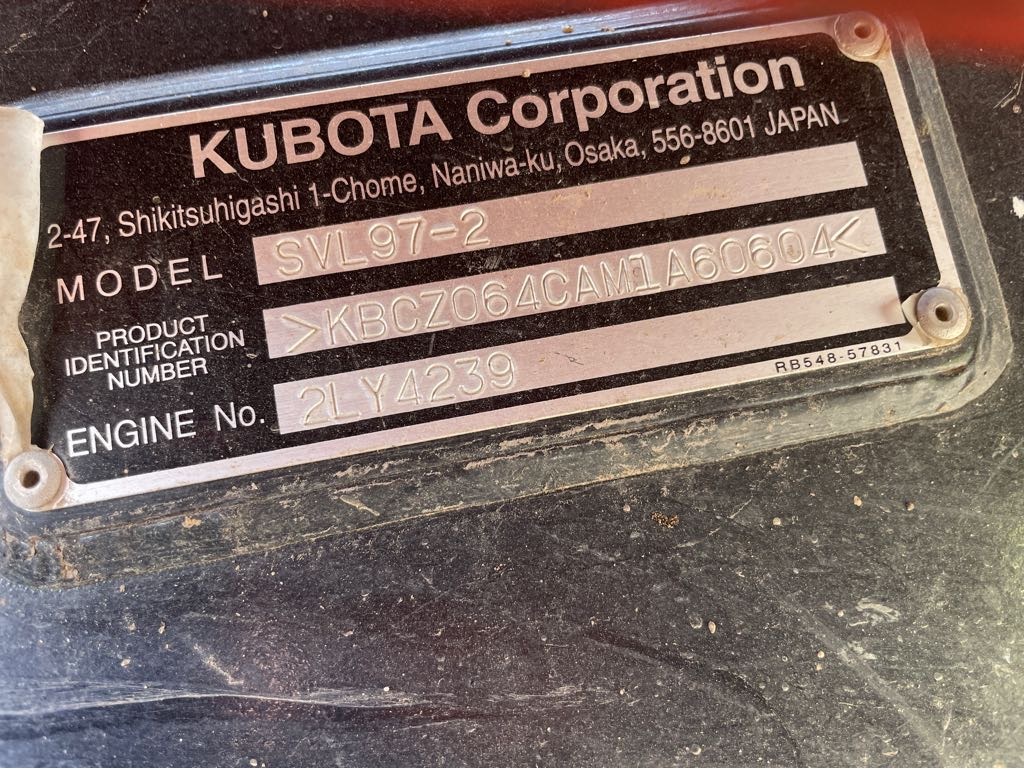 KUBOTA Corporation
2-47, Shikitsuhigashi 1-Chome, Naniwa-ku, Osaka, 556-8601 JAPAN
MODEL SVL97-2
PRODUCT
IDENTIFICATION
NUMBER
>KBCZ064CAM1A60604<
ENGINE No. 2LY4239
RB548-57831